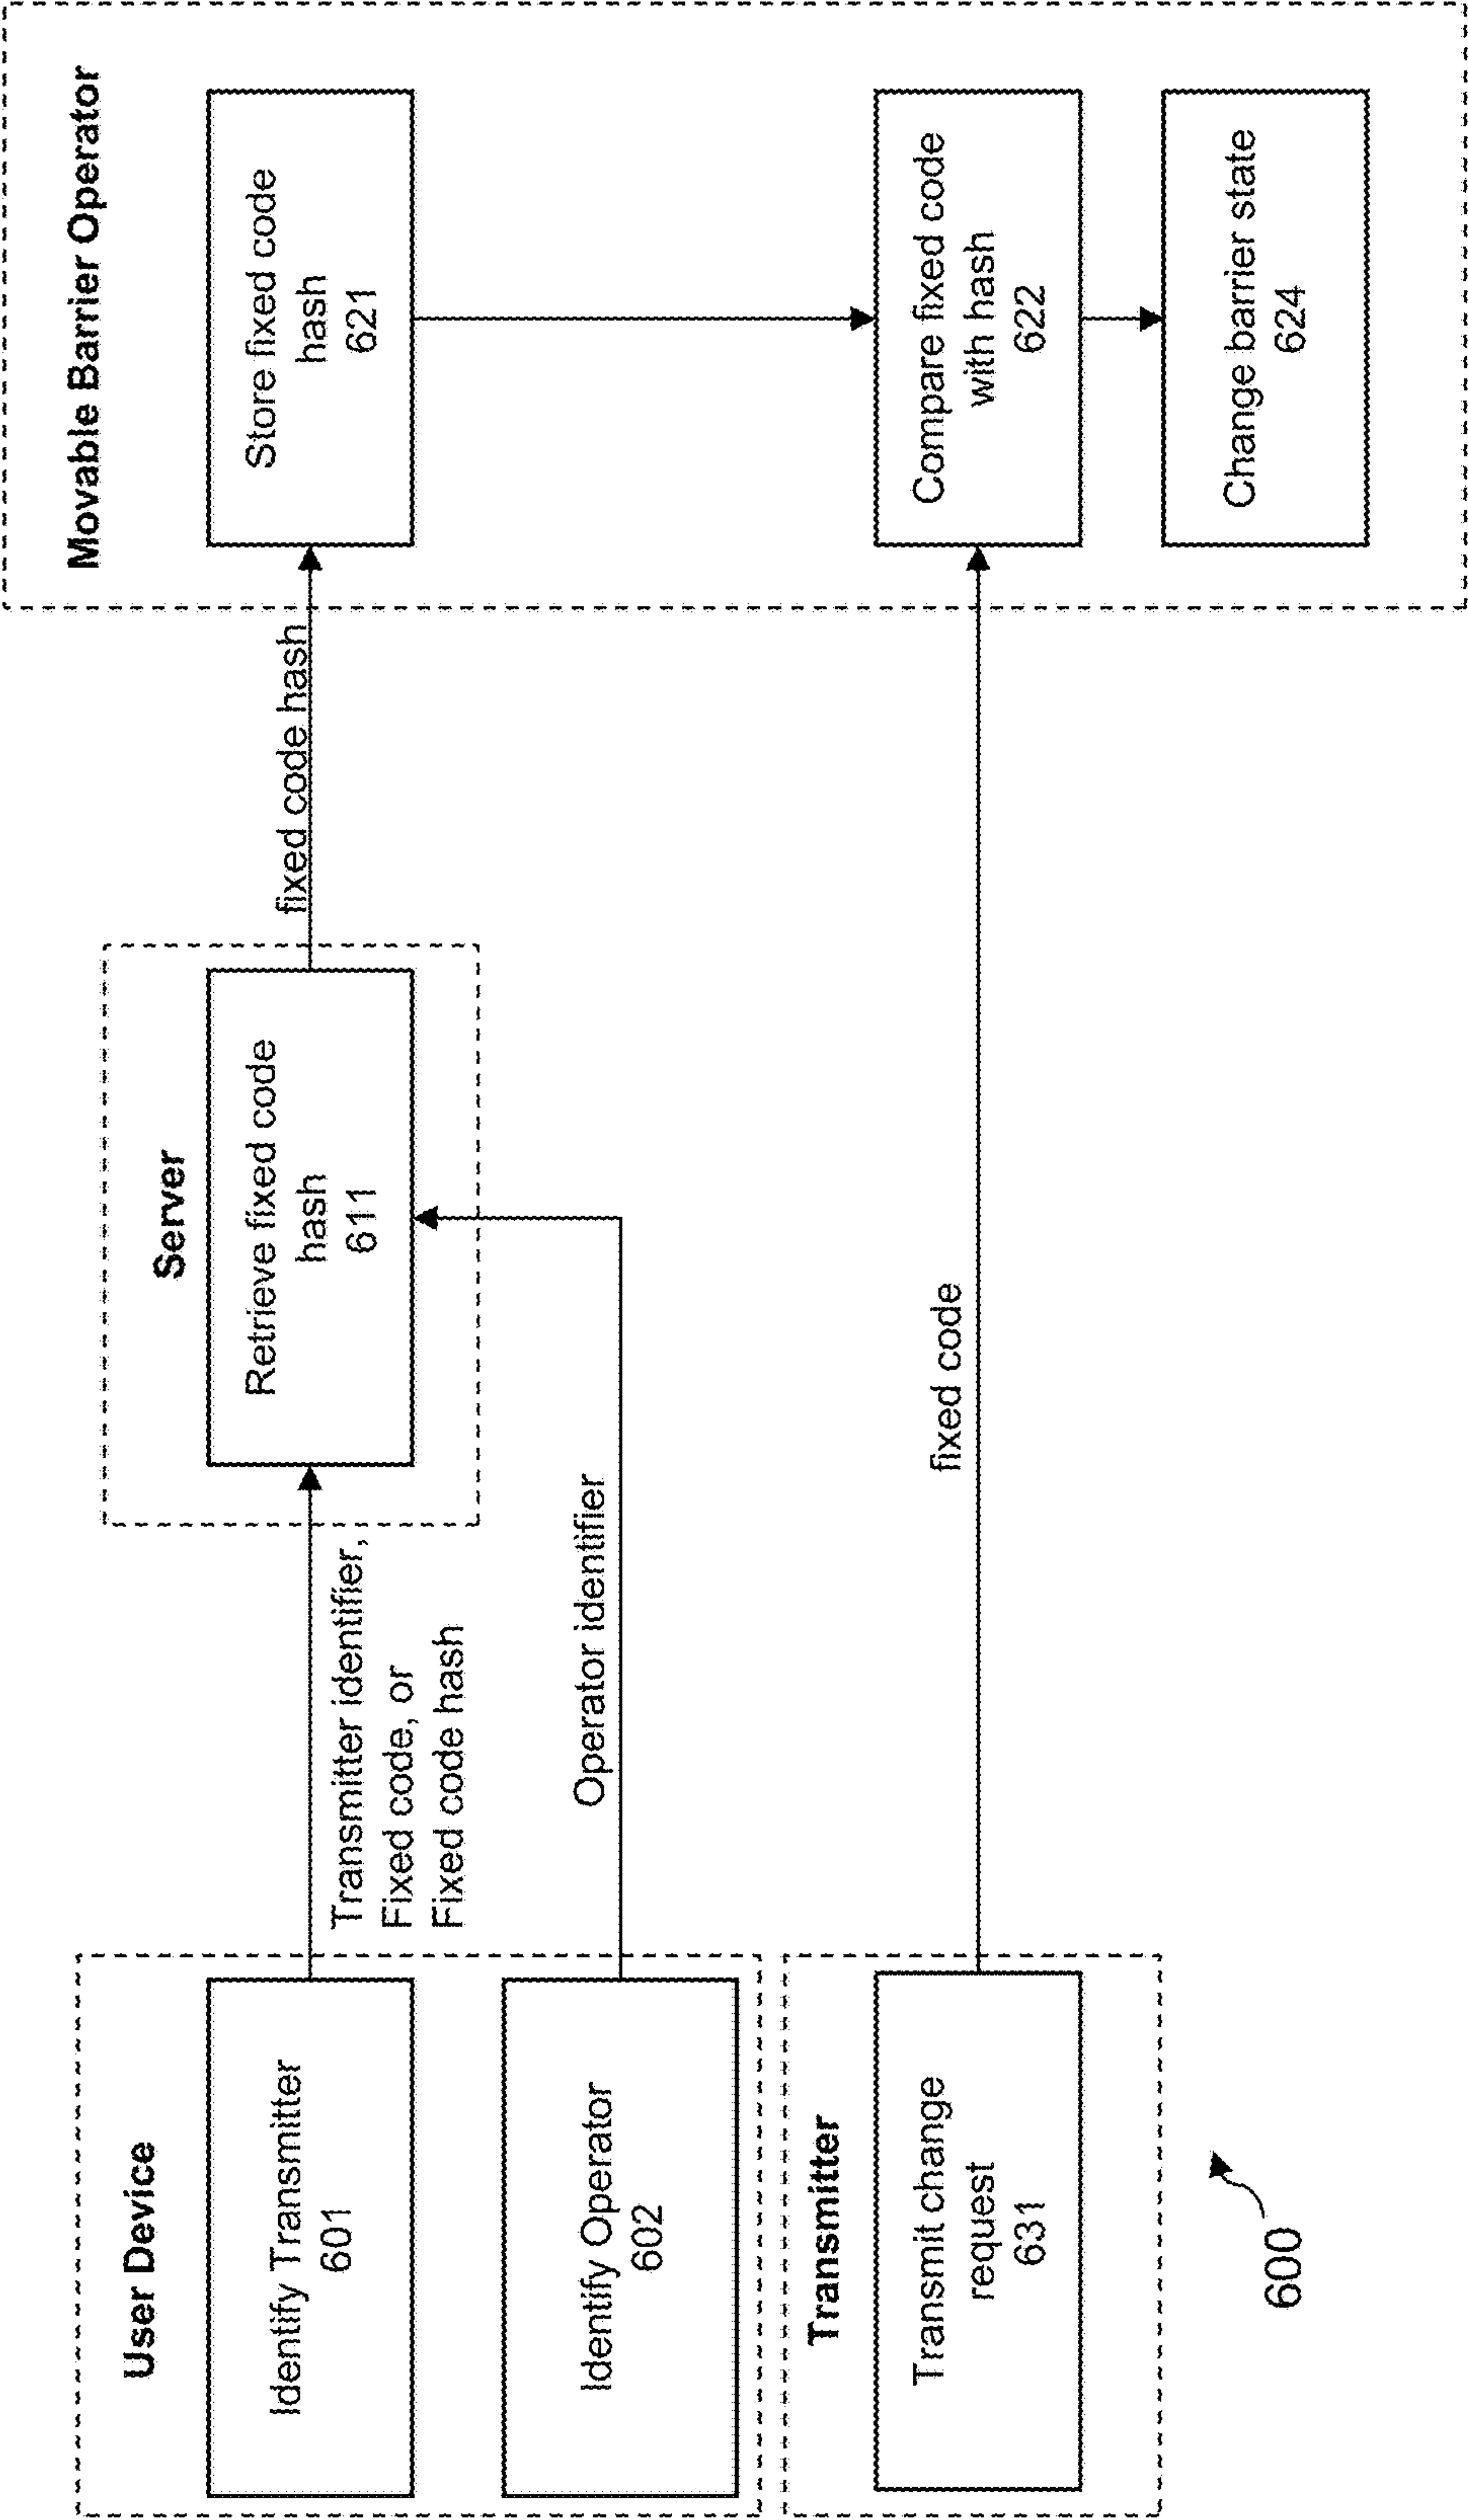 User Device
Identify Transmitter
601
Identify Operator
602
Transmitter identifier,
Fixed code, or
Fixed code hash
Operator identifier
Server
Retrieve fixed code
hash
611
fixed code hash
Movable Barrier Operator
Store fixed code
hash
621
Compare fixed code
with hash
622
Change barrier state
624
Transmitter
Transmit change
request
631
fixed code
600